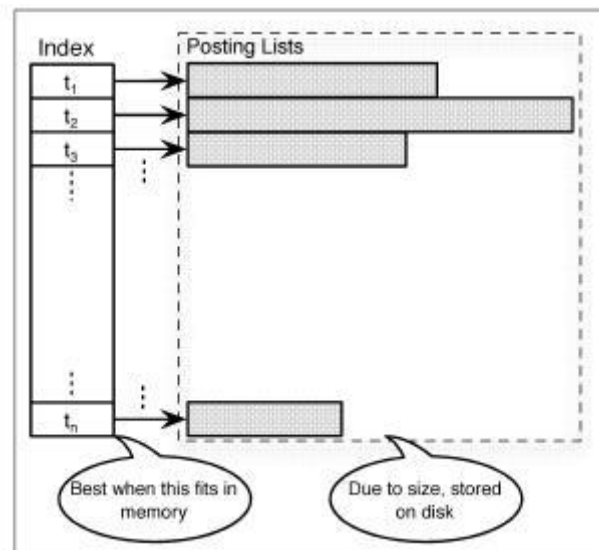 Index
Posting Lists
t1
t2
t3
tn
Best when this fits in
memory
Due to size, stored
on disk